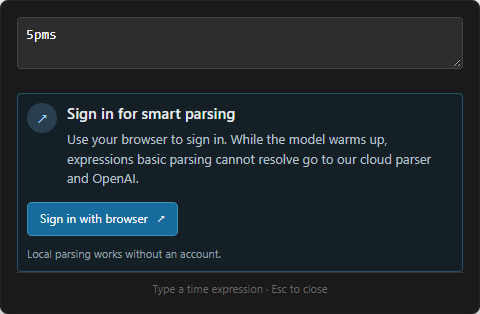 5pms
Sign in for smart parsing
Use your browser to sign in. While the model warms up,
expressions basic parsing cannot resolve go to our cloud parser
and OpenAI.
Sign in with browser ↗
Local parsing works without an account.
Type a time expression · Esc to close